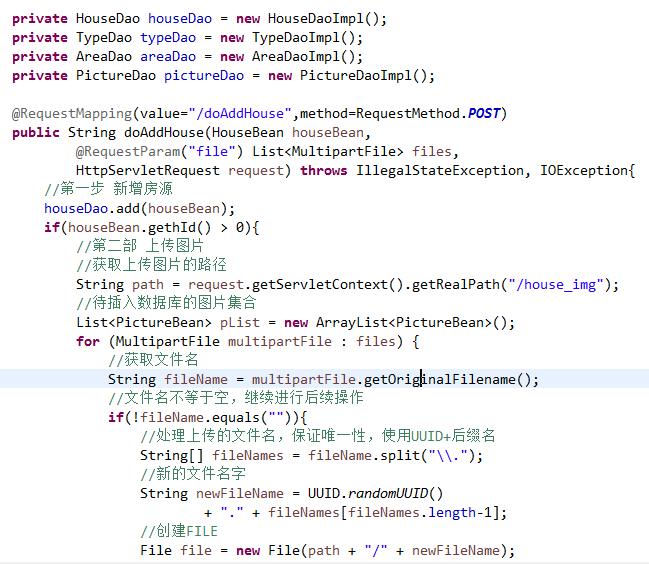 private HouseDao houseDao = new HouseDaoImpl();
private TypeDao typeDao = new TypeDaoImpl();
private AreaDao areaDao = new AreaDaoImpl();
private PictureDao pictureDao = new PictureDaoImpl();
@RequestMapping(value="/doAddHouse",method=RequestMethod.POST)
public String doAddHouse(HouseBean houseBean,
@RequestParam("file") List<MultipartFile> files,
HttpServletRequest request) throws IllegalStateException, IOException{
//第一步 新增房源
houseDao.add(houseBean);
if(houseBean.gethId() > 0){
//第二部 上传图片
//获取上传图片的路径
String path = request.getServletContext().getRealPath("/house_img");
//待插入数据库的图片集合
List<PictureBean> pList = new ArrayList<PictureBean>();
for (MultipartFile multipartFile : files) {
//获取文件名
String fileName = multipartFile.getOriginalFilename();
//文件名不等于空，继续进行后续操作
if(!fileName.equals("")){
//处理上传的文件名，保证唯一性，使用UUID+后缀名
String[] fileNames = fileName.split("\\.");
//新的文件名字
String newFileName = UUID.randomUUID()
+ "." + fileNames[fileNames.length-1];
//创建FILE
File file = new File(path + "/" + newFileName);